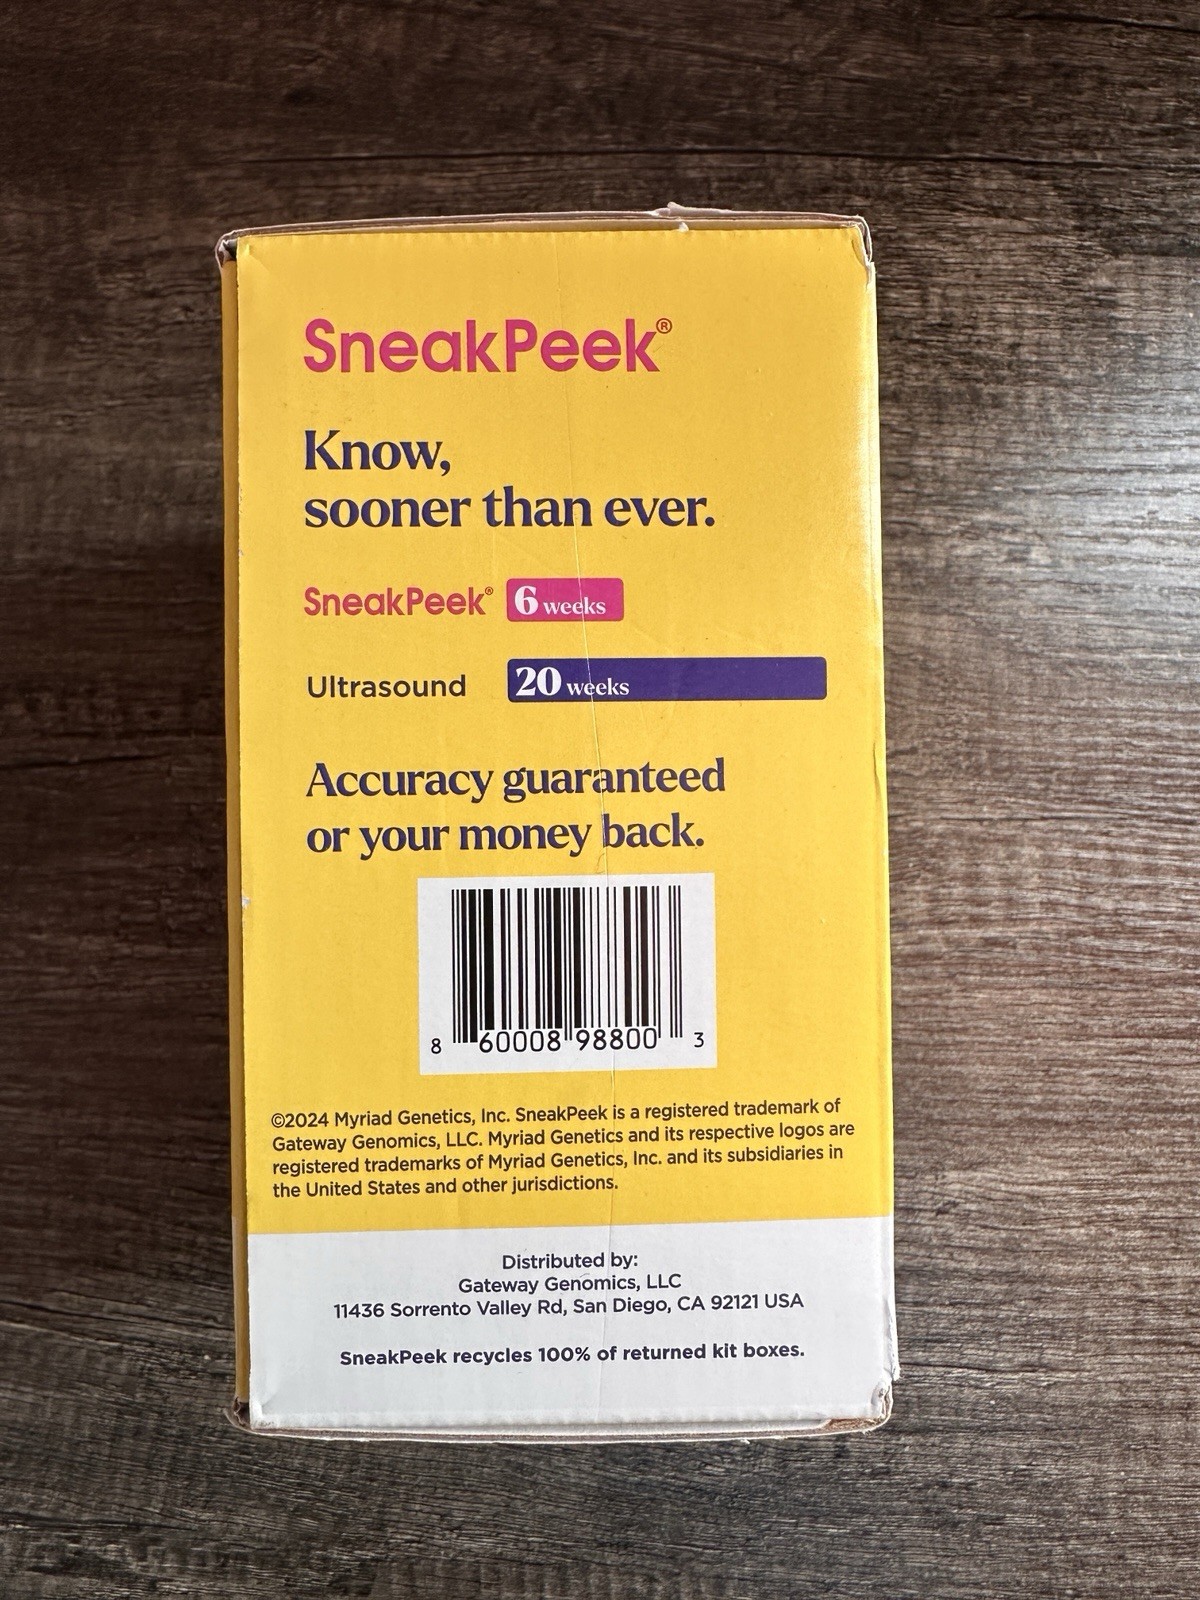 SneakPeek®
Know,
sooner than ever.
SneakPeek® 6 weeks
Ultrasound 20 weeks
Accuracy guaranteed
or your money back.
8 60008 98800 3
©2024 Myriad Genetics, Inc. SneakPeek is a registered trademark of
Gateway Genomics, LLC. Myriad Genetics and its respective logos are
registered trademarks of Myriad Genetics, Inc. and its subsidiaries in
the United States and other jurisdictions.
Distributed by:
Gateway Genomics, LLC
11436 Sorrento Valley Rd, San Diego, CA 92121 USA
SneakPeek recycles 100% of returned kit boxes.